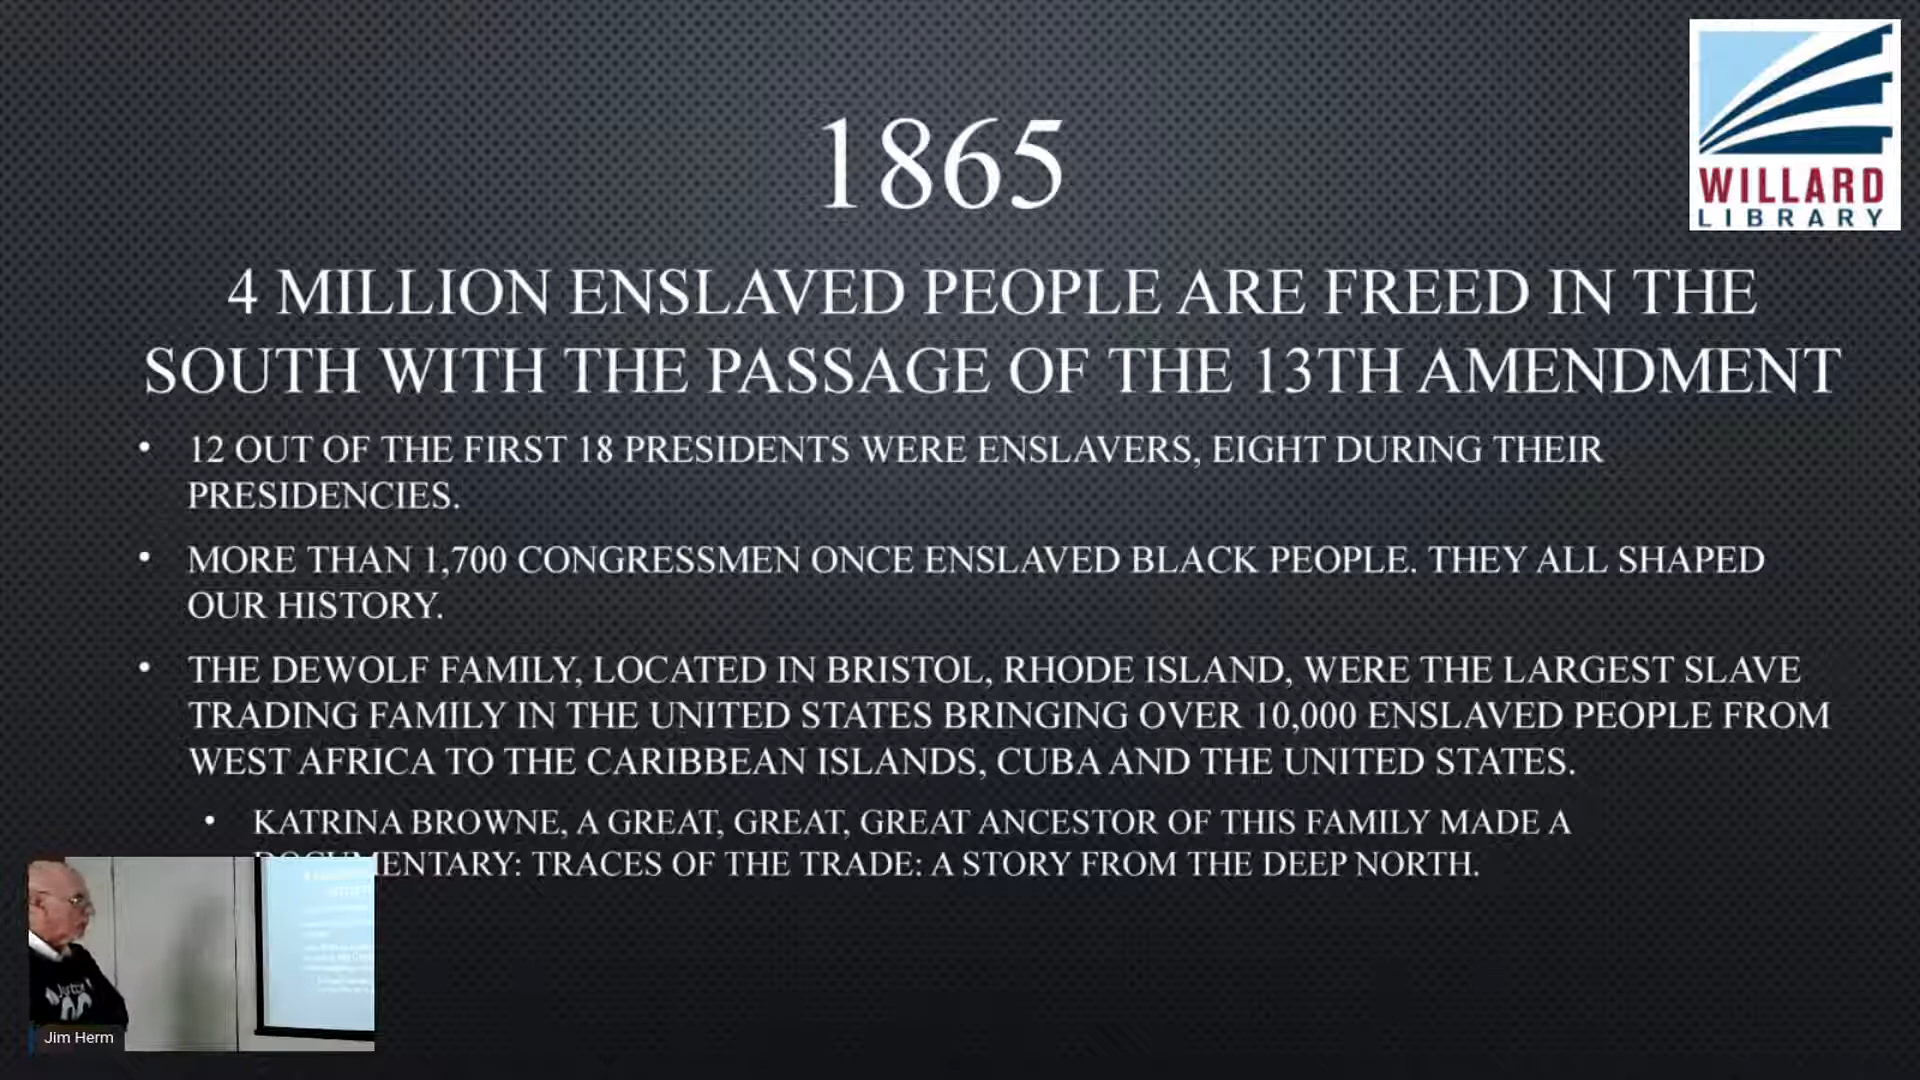 WILLARD
LIBRARY
1865
4 MILLION ENSLAVED PEOPLE ARE FREED IN THE
SOUTH WITH THE PASSAGE OF THE 13TH AMENDMENT
• 12 OUT OF THE FIRST 18 PRESIDENTS WERE ENSLAVERS, EIGHT DURING THEIR
PRESIDENCIES.
• MORE THAN 1,700 CONGRESSMEN ONCE ENSLAVED BLACK PEOPLE. THEY ALL SHAPED
OUR HISTORY.
• THE DEWOLF FAMILY, LOCATED IN BRISTOL, RHODE ISLAND, WERE THE LARGEST SLAVE
TRADING FAMILY IN THE UNITED STATES BRINGING OVER 10,000 ENSLAVED PEOPLE FROM
WEST AFRICA TO THE CARIBBEAN ISLANDS, CUBA AND THE UNITED STATES.
• KATRINA BROWNE, A GREAT, GREAT, GREAT ANCESTOR OF THIS FAMILY MADE A
DOCUMENTARY: TRACES OF THE TRADE: A STORY FROM THE DEEP NORTH.
Jim Herm